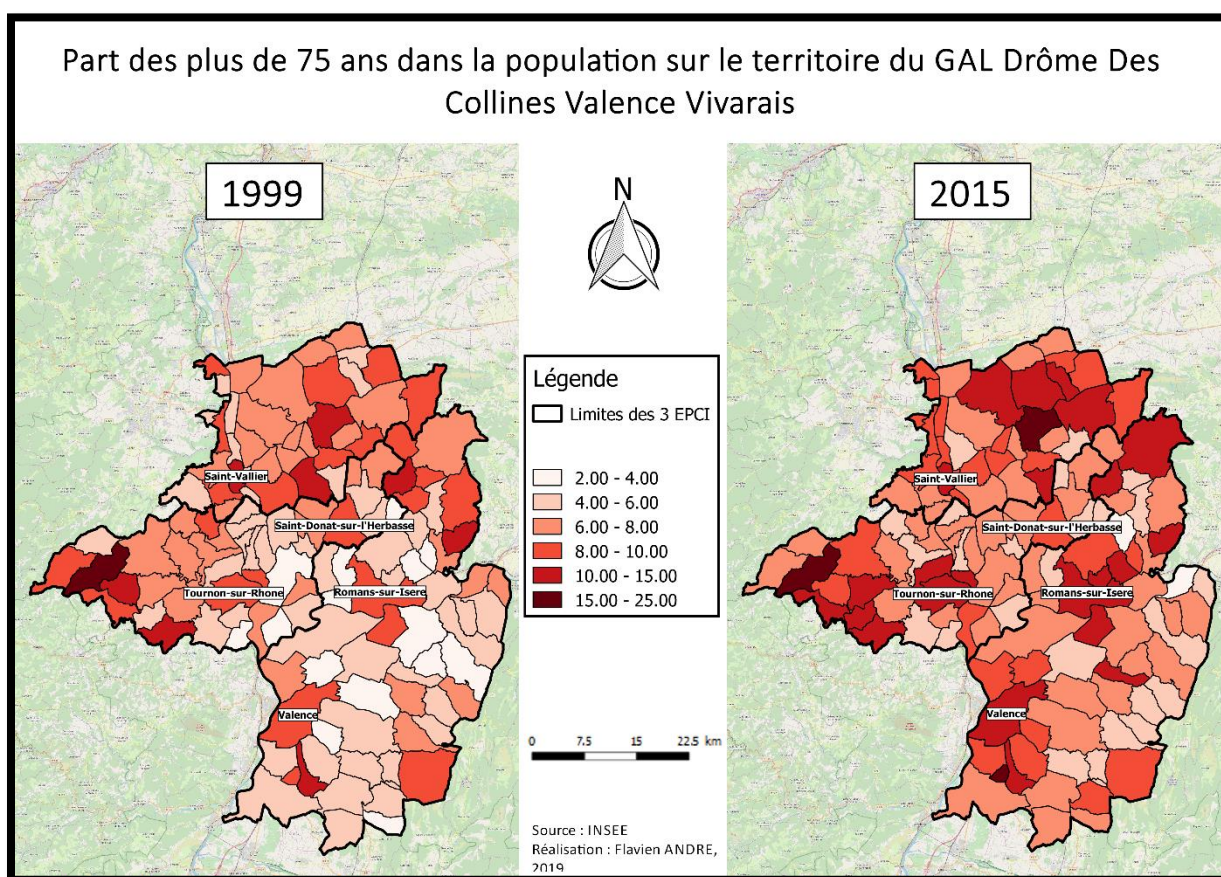 Part des plus de 75 ans dans la population sur le territoire du GAL Drôme Des
Collines Valence Vivarais
1999
N
2015
Légende
Limites des 3 EPCI
2.00 - 4.00
4.00 - 6.00
6.00 - 8.00
8.00 - 10.00
10.00 - 15.00
15.00 - 25.00
Saint-Vallier
Saint-Donat-sur-l'Herbasse
Tournon-sur-Rhone
Romans-sur-Isere
Valence
Saint-Vallier
Saint-Donat-sur-l'Herbasse
Tournon-sur-Rhone
Romans-sur-Isere
Valence
0 7.5 15 22.5 km
Source : INSEE
Réalisation : Flavien ANDRE,
2019